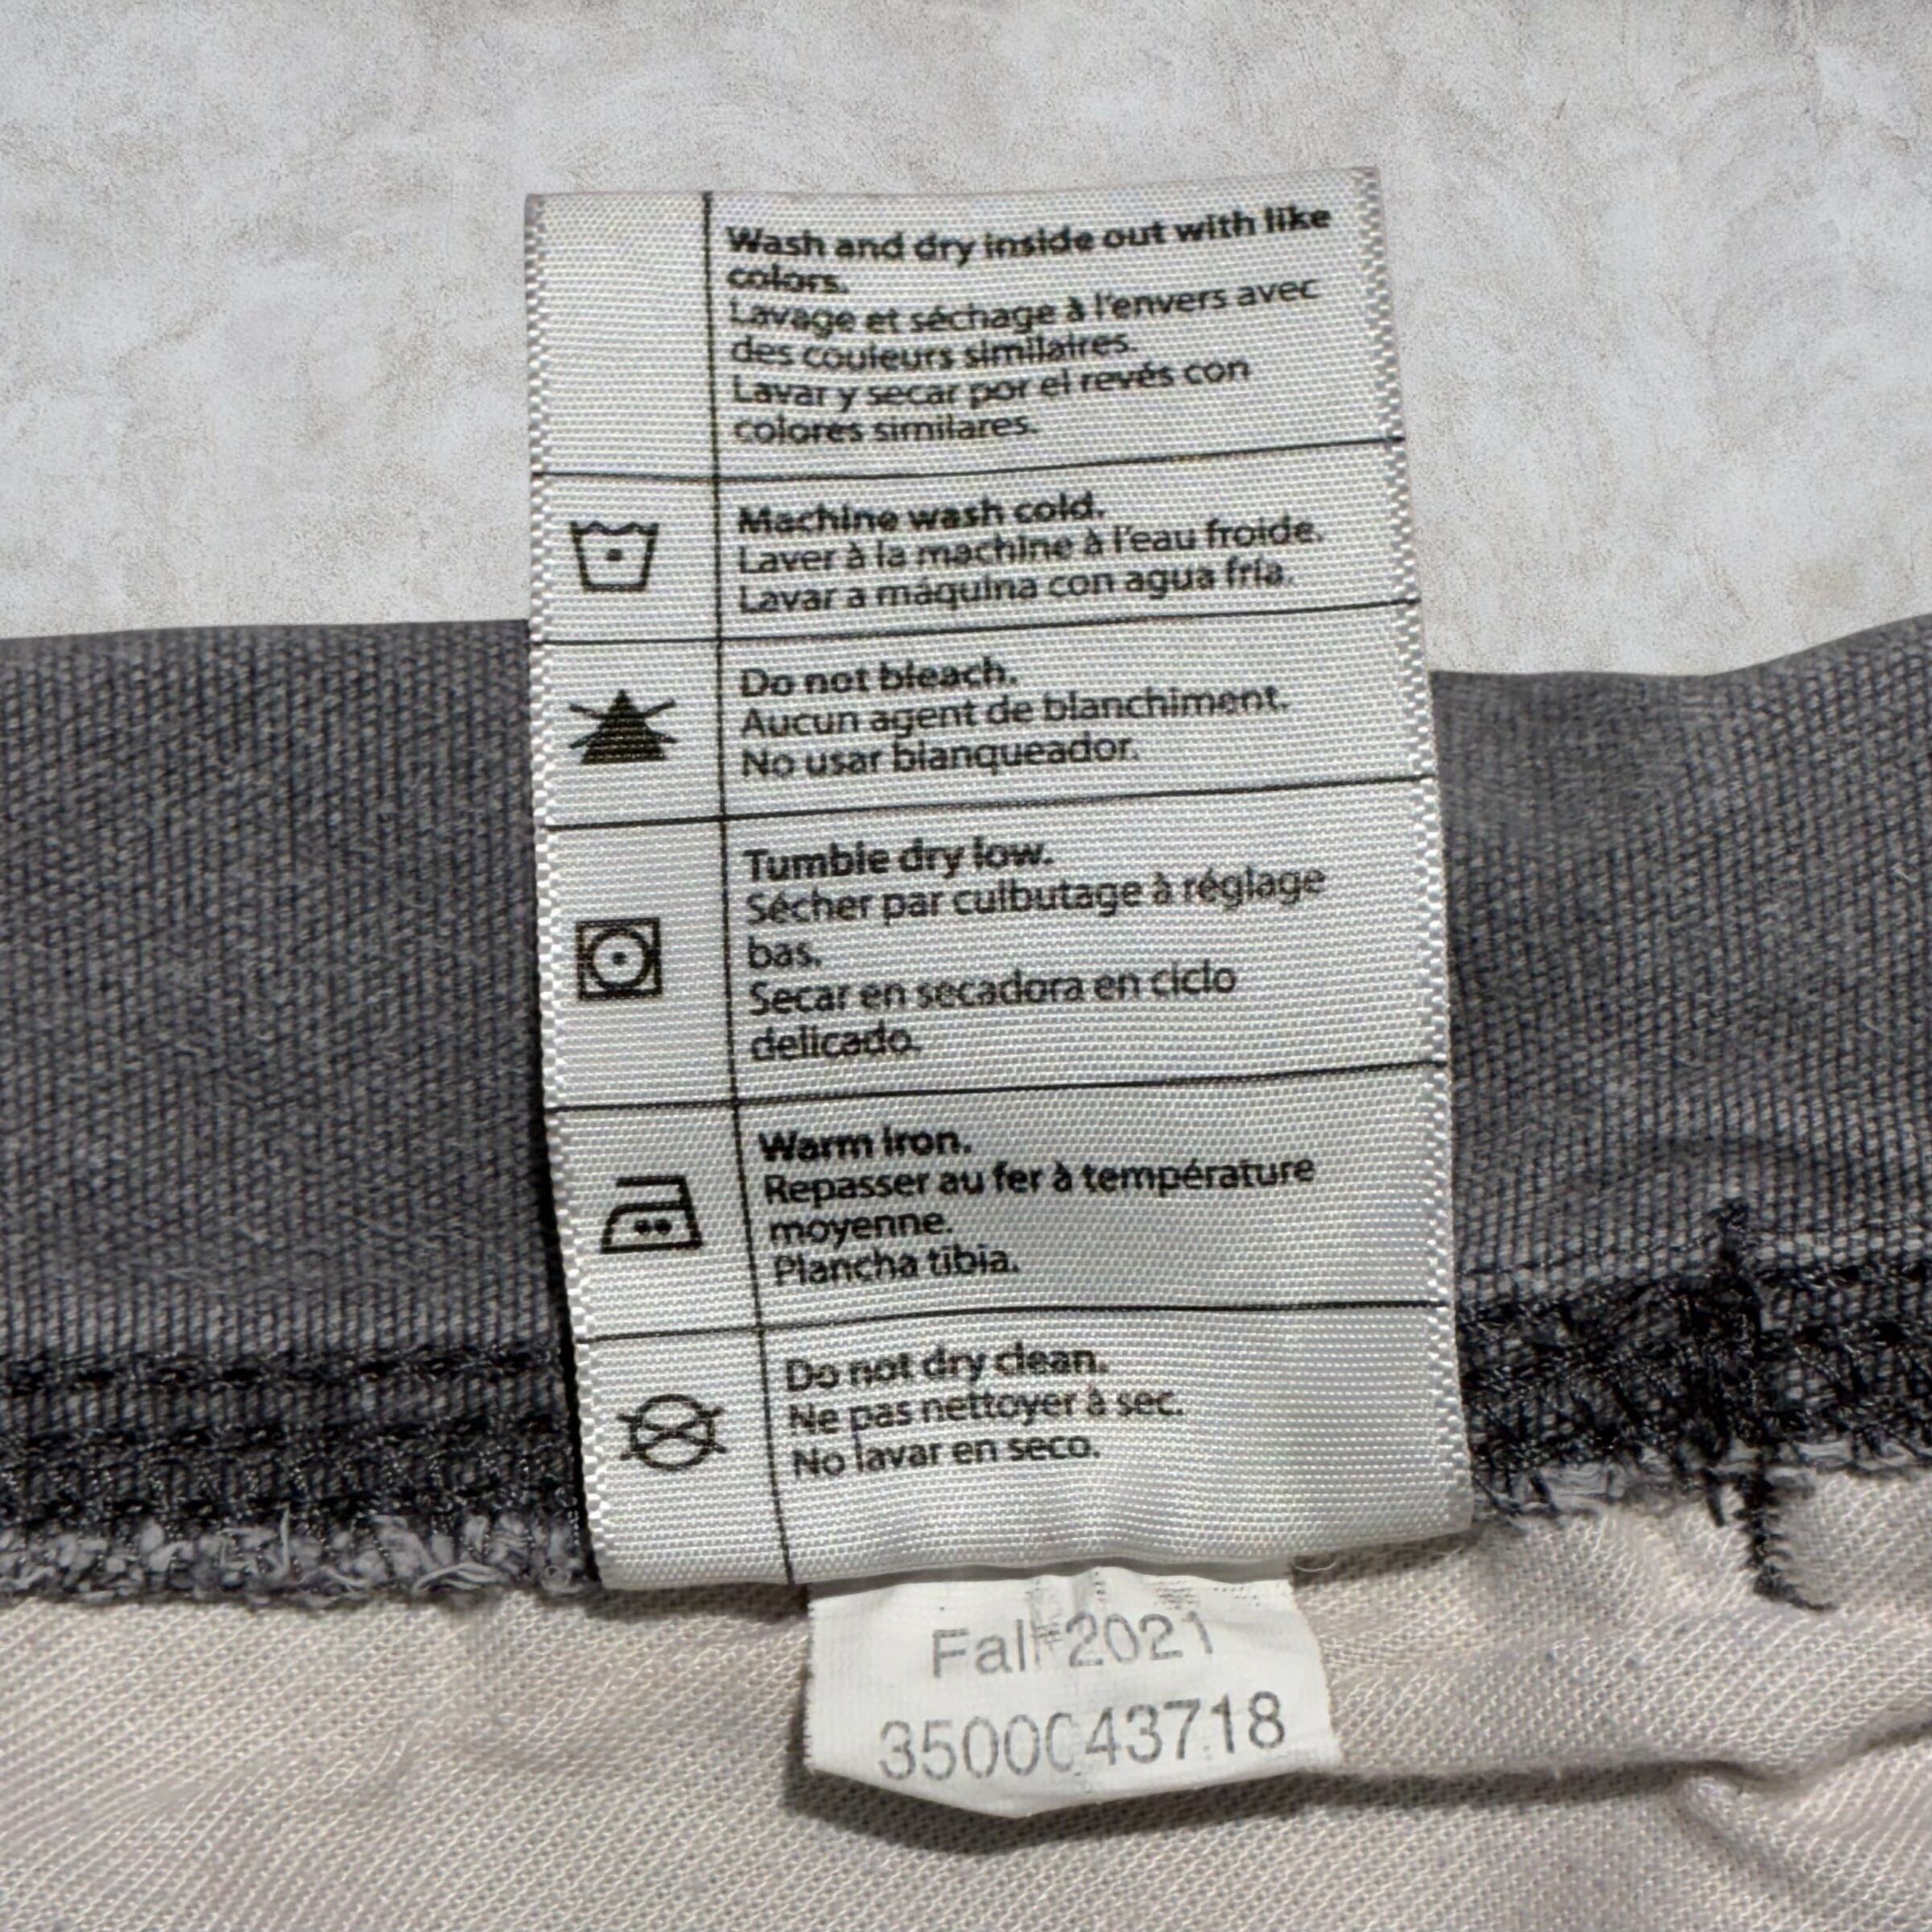 Wash and dry inside out with like
colors.
Lavage et séchage à l'envers avec
des couleurs similaires.
Lavar y secar por el revés con
colores similares.
Machine wash cold.
Laver à la machine à l'eau froide.
Lavar a máquina con agua fría.
Do not bleach.
Aucun agent de blanchiment.
No usar blanqueador.
Tumble dry low.
Sécher par culbutage à réglage
bas.
Secar en secadora en ciclo
delicado.
Warm iron.
Repasser au fer à température
moyenne.
Plancha tibia.
Do not dry clean.
Ne pas nettoyer à sec.
No lavar en seco.
Fall 2021
3500043718